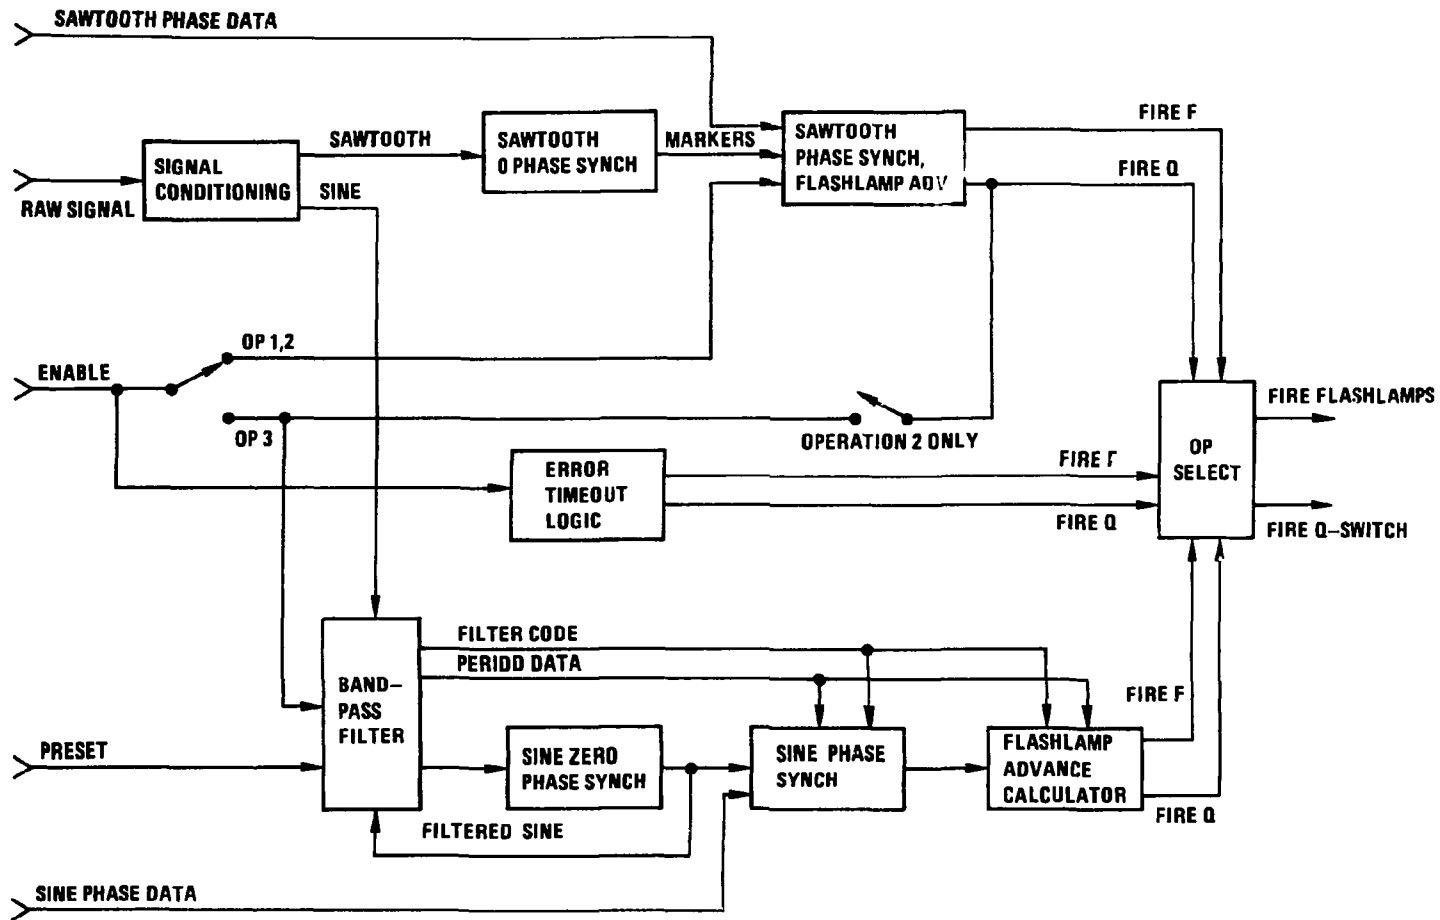 SAWTOOTH PHASE DATA
FIRE F
SAWTOOTH
SAWTOOTH
0 PHASE SYNCH
MARKERS
SAWTOOTH
PHASE SYNCH,
FLASHLAMP ADV
SIGNAL
CONDITIONING
SINE
FIRE Q
RAW SIGNAL
OP 1,2
ENABLE
FIRE FLASHLAMPS
OP 3
OPERATION 2 ONLY
OP
SELECT
ERROR
TIMEOUT
LOGIC
FIRE F
FIRE Q
FIRE Q-SWITCH
FILTER CODE
PERIDD DATA
BAND-
PASS
FILTER
FIRE F
PRESET
SINE ZERO
PHASE SYNCH
SINE PHASE
SYNCH
FLASHLAMP
ADVANCE
CALCULATOR
FIRE Q
FILTERED SINE
SINE PHASE DATA